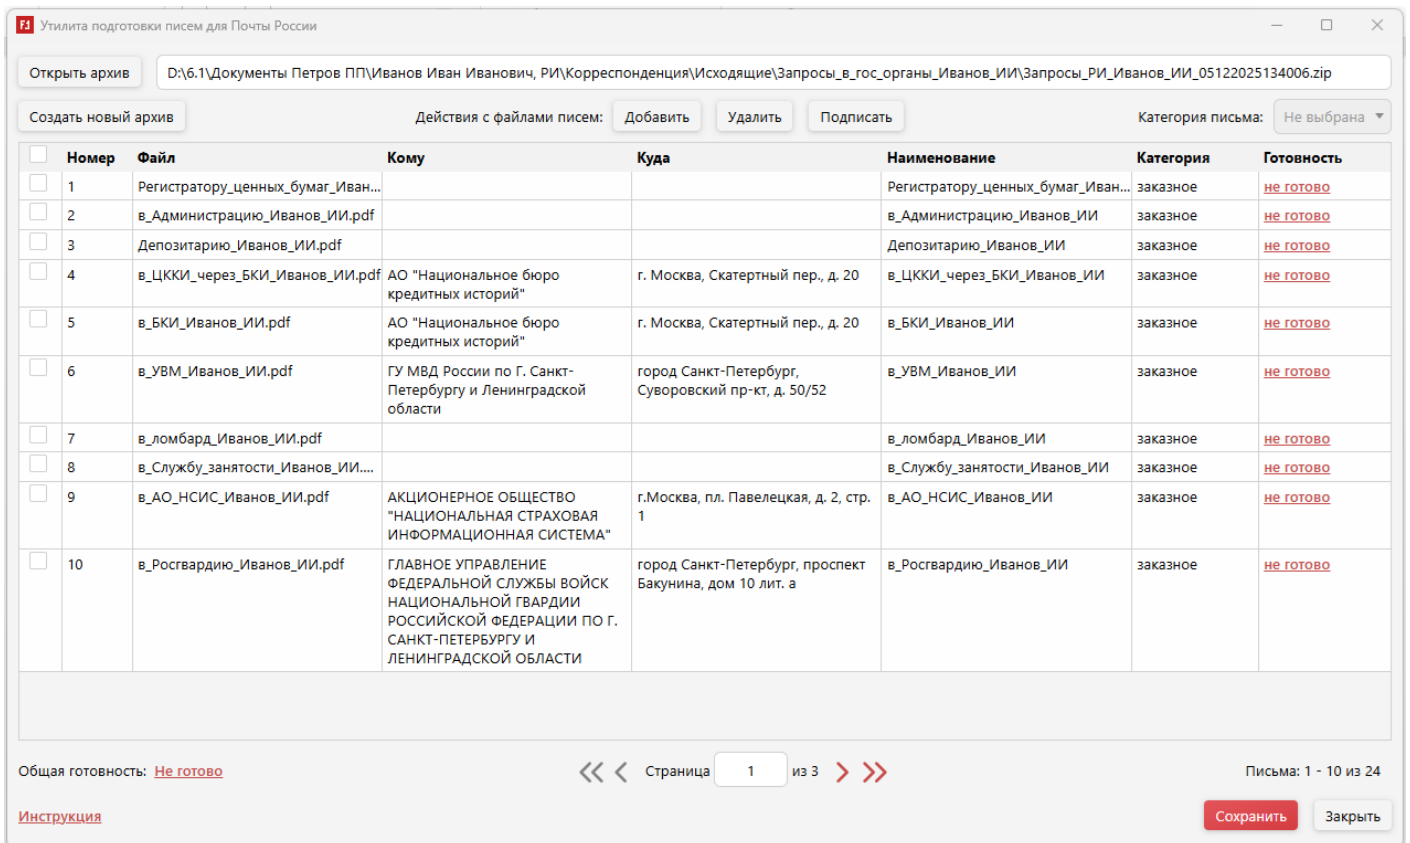 Утилита подготовки писем для Почты России
Открыть архив
D:\6.1\Документы Петров ПП\Иванов Иван Иванович, РИ\Корреспонденция\Исходящие\Запросы_в_гос_органы_Иванов_ИИ\Запросы_РИ_Иванов_ИИ_05122025134006.zip
Создать новый архив
Действия с файлами писем: Добавить Удалить Подписать
Категория письма: Не выбрана
Номер Файл Кому Куда Наименование Категория Готовность
1 Регистратору_ценных_бумаг_Иван... Регистратору_ценных_бумаг_Иван... заказное не готово
2 в_Администрацию_Иванов_ИИ.pdf в_Администрацию_Иванов_ИИ заказное не готово
3 Депозитарию_Иванов_ИИ.pdf Депозитарию_Иванов_ИИ заказное не готово
4 в_ЦККИ_через_БКИ_Иванов_ИИ.pdf АО "Национальное бюро г. Москва, Скатертный пер., д. 20 в_ЦККИ_через_БКИ_Иванов_ИИ заказное не готово
кредитных историй"
5 в_БКИ_Иванов_ИИ.pdf АО "Национальное бюро г. Москва, Скатертный пер., д. 20 в_БКИ_Иванов_ИИ заказное не готово
кредитных историй"
6 в_УВМ_Иванов_ИИ.pdf ГУ МВД России по Г. Санкт- город Санкт-Петербург, в_УВМ_Иванов_ИИ заказное не готово
Петербургу и Ленинградской Суворовский пр-кт, д. 50/52
области
7 в_ломбард_Иванов_ИИ.pdf в_ломбард_Иванов_ИИ заказное не готово
8 в_Службу_занятости_Иванов_ИИ.... в_Службу_занятости_Иванов_ИИ заказное не готово
9 в_АО_НСИС_Иванов_ИИ.pdf АКЦИОНЕРНОЕ ОБЩЕСТВО г.Москва, пл. Павелецкая, д. 2, стр. в_АО_НСИС_Иванов_ИИ заказное не готово
"НАЦИОНАЛЬНАЯ СТРАХОВАЯ 1
ИНФОРМАЦИОННАЯ СИСТЕМА"
10 в_Росгвардию_Иванов_ИИ.pdf ГЛАВНОЕ УПРАВЛЕНИЕ город Санкт-Петербург, проспект в_Росгвардию_Иванов_ИИ заказное не готово
ФЕДЕРАЛЬНОЙ СЛУЖБЫ ВОЙСК Бакунина, дом 10 лит. а
НАЦИОНАЛЬНОЙ ГВАРДИИ
РОССИЙСКОЙ ФЕДЕРАЦИИ ПО Г.
САНКТ-ПЕТЕРБУРГУ И
ЛЕНИНГРАДСКОЙ ОБЛАСТИ
Общая готовность: Не готово
Страница 1 из 3
Письма: 1 - 10 из 24
Инструкция
Сохранить
Закрыть